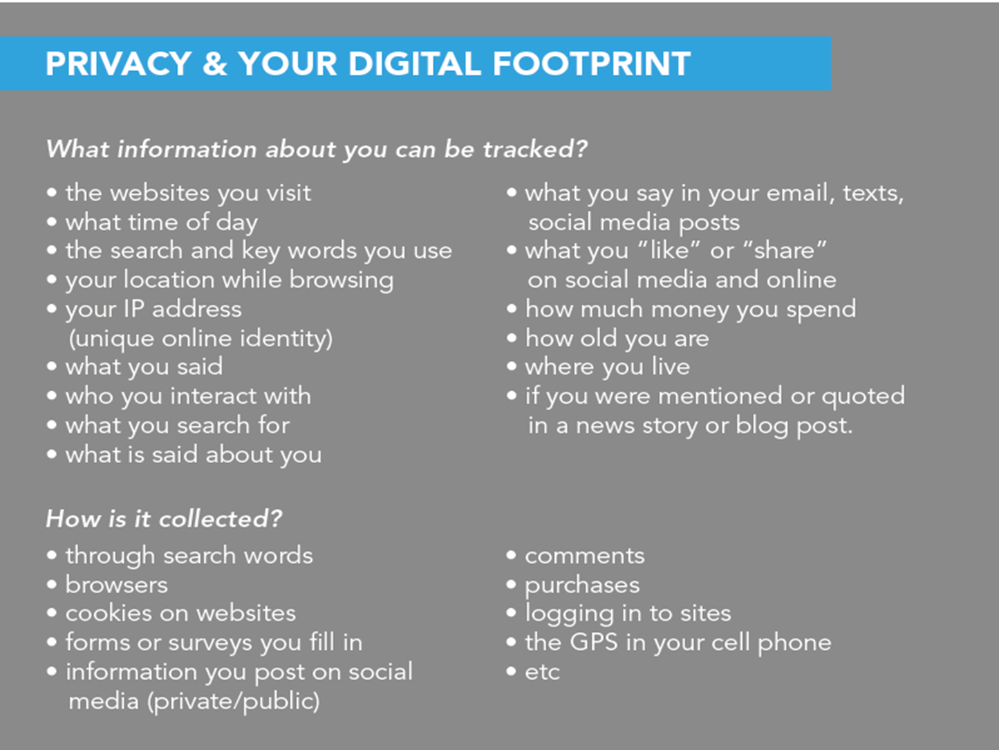 PRIVACY & YOUR DIGITAL FOOTPRINT
What information about you can be tracked?
• the websites you visit
• what time of day
• the search and key words you use
• your location while browsing
• your IP address
(unique online identity)
• what you said
• who you interact with
• what you search for
• what is said about you
• what you say in your email, texts,
social media posts
• what you “like” or “share”
on social media and online
• how much money you spend
• how old you are
• where you live
• if you were mentioned or quoted
in a news story or blog post.
How is it collected?
• through search words
• browsers
• cookies on websites
• forms or surveys you fill in
• information you post on social
media (private/public)
• comments
• purchases
• logging in to sites
• the GPS in your cell phone
• etc